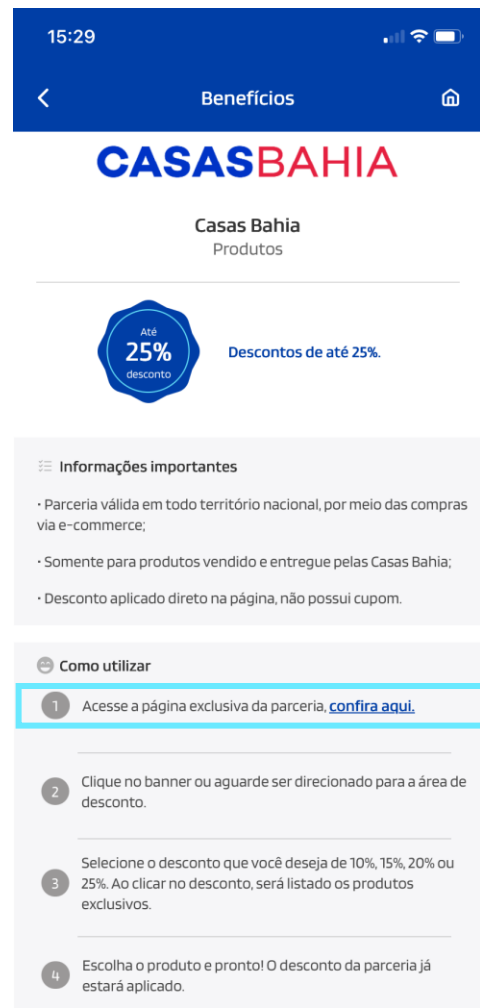 15:29
Benefícios
CASASBAHIA
Casas Bahia
Produtos
Até
25%
desconto
Descontos de até 25%.
Informações importantes
• Parceria válida em todo território nacional, por meio das compras
via e-commerce;
• Somente para produtos vendido e entregue pelas Casas Bahia;
• Desconto aplicado direto na página, não possui cupom.
Como utilizar
1 Acesse a página exclusiva da parceria, confira aqui.
2 Clique no banner ou aguarde ser direcionado para a área de
desconto.
3 Selecione o desconto que você deseja de 10%, 15%, 20% ou
25%. Ao clicar no desconto, será listado os produtos
exclusivos.
4 Escolha o produto e pronto! O desconto da parceria já
estará aplicado.